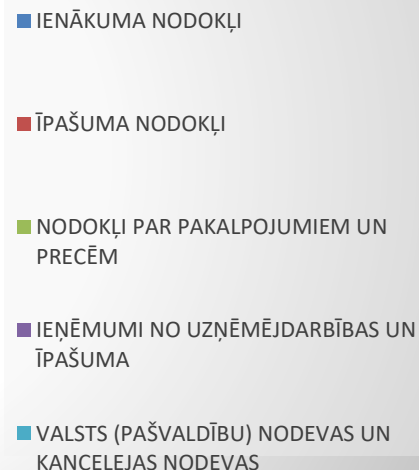 IENĀKUMA NODOKĻI
ĪPAŠUMA NODOKĻI
NODOKĻI PAR PAKALPOJUMIEM UN
PRECĒM
IEŅĒMUMI NO UZŅĒMĒJDARBĪBAS UN
ĪPAŠUMA
VALSTS (PAŠVALDĪBU) NODEVAS UN
KANCELEJAS NODEVAS